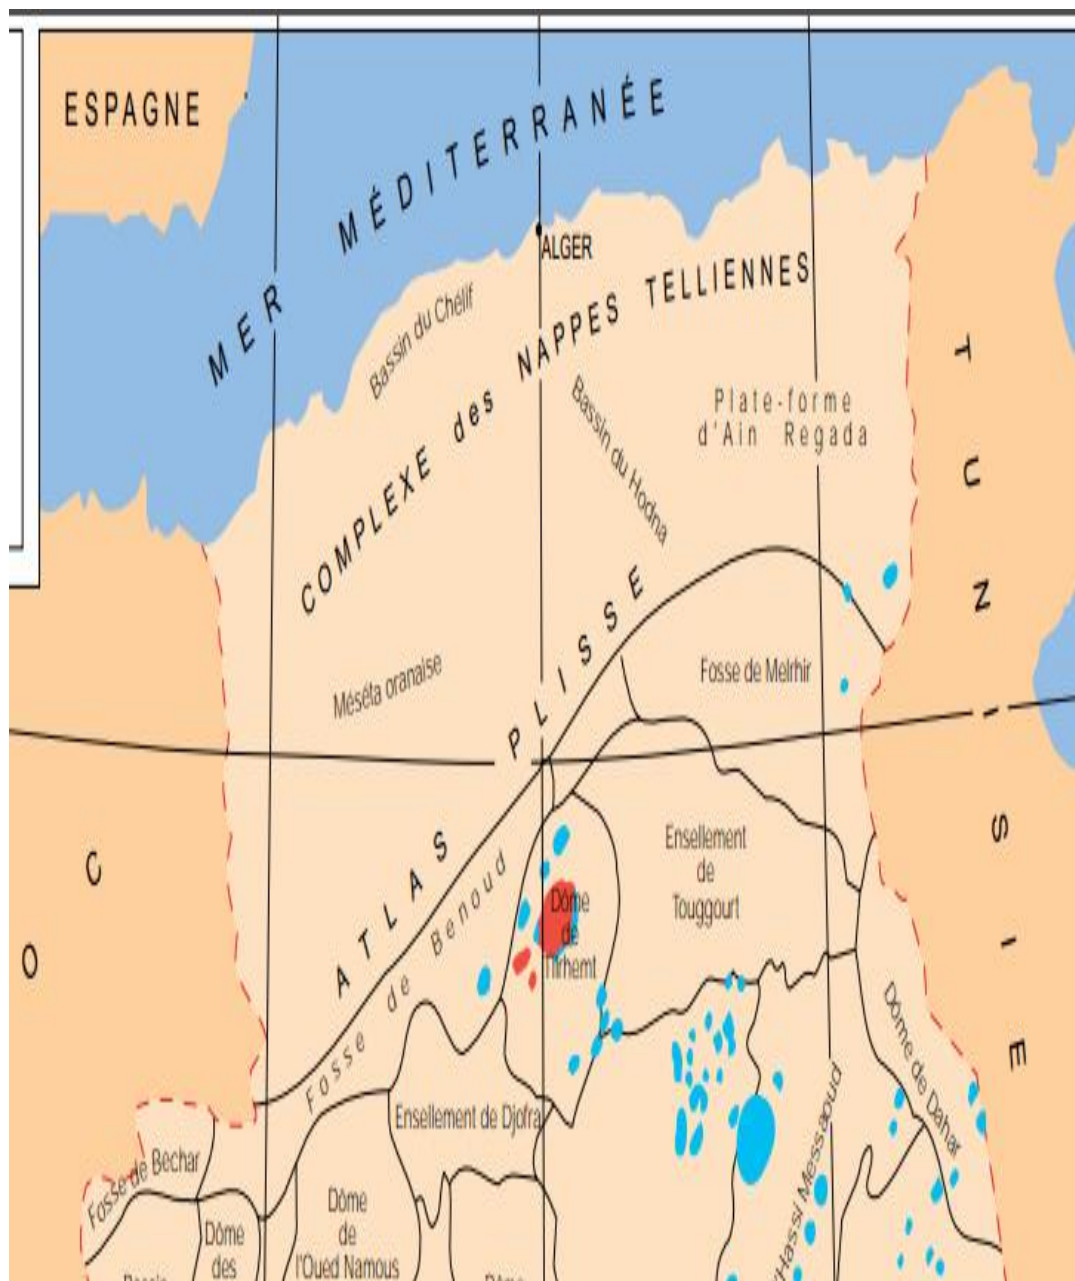 ESPAGNE
MER MÉDITERRANÉE
ALGER
Bassin du Chélif
COMPLEXE des NAPPES TELLIENNES
Bassin du Hodna
Plate-forme
d'Ain Regada
TUNISIE
Méséta oranaise
ATLAS PLISSE
Fosse de Melrhir
Fosse de Benoud
Ensellement
de
Touggourt
Dôme
de
Tilrhemt
C
O
Dôme de Dahar
Ensellement de Djofra
Hassi Messaoud
Fosse de Bechar
Dôme
des
Dôme
de
l'Oued Namous